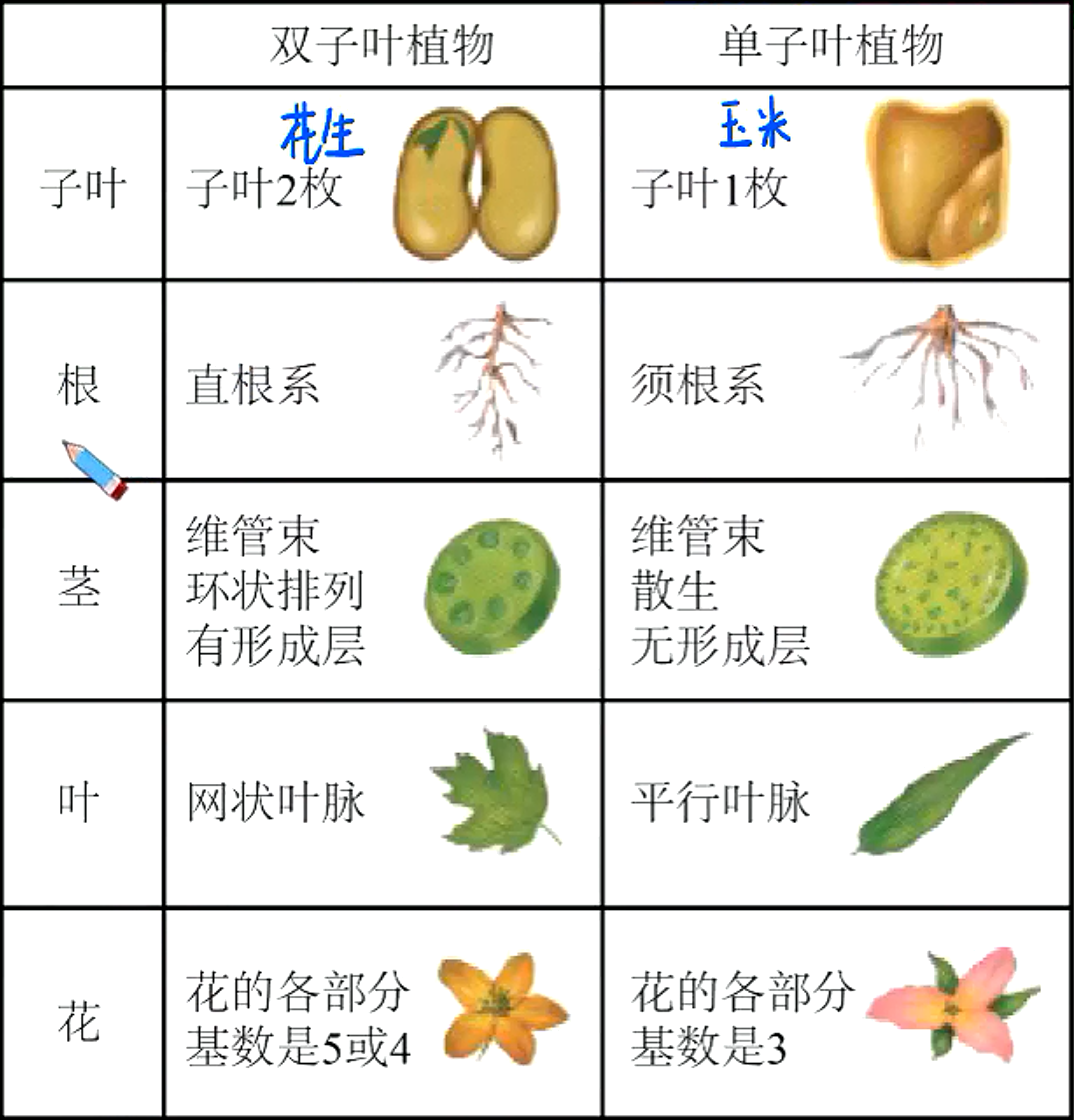 双子叶植物
单子叶植物
子叶
花生
子叶2枚
玉米
子叶1枚
根
直根系
须根系
茎
维管束
环状排列
有形成层
维管束
散生
无形成层
叶
网状叶脉
平行叶脉
花
花的各部分
基数是5或4
花的各部分
基数是3